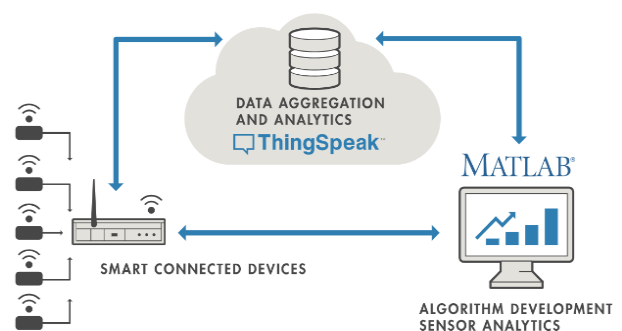 DATA AGGREGATION
AND ANALYTICS
ThingSpeak™
MATLAB®
SMART CONNECTED DEVICES
ALGORITHM DEVELOPMENT
SENSOR ANALYTICS